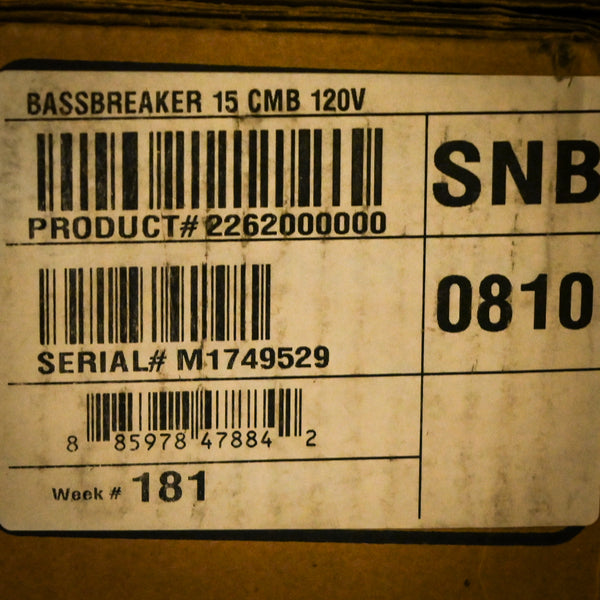 BASSBREAKER 15 CMB 120V
PRODUCT# 2262000000
SERIAL# M1749529
8 85978 47884 2
Week # 181
SNB
0810